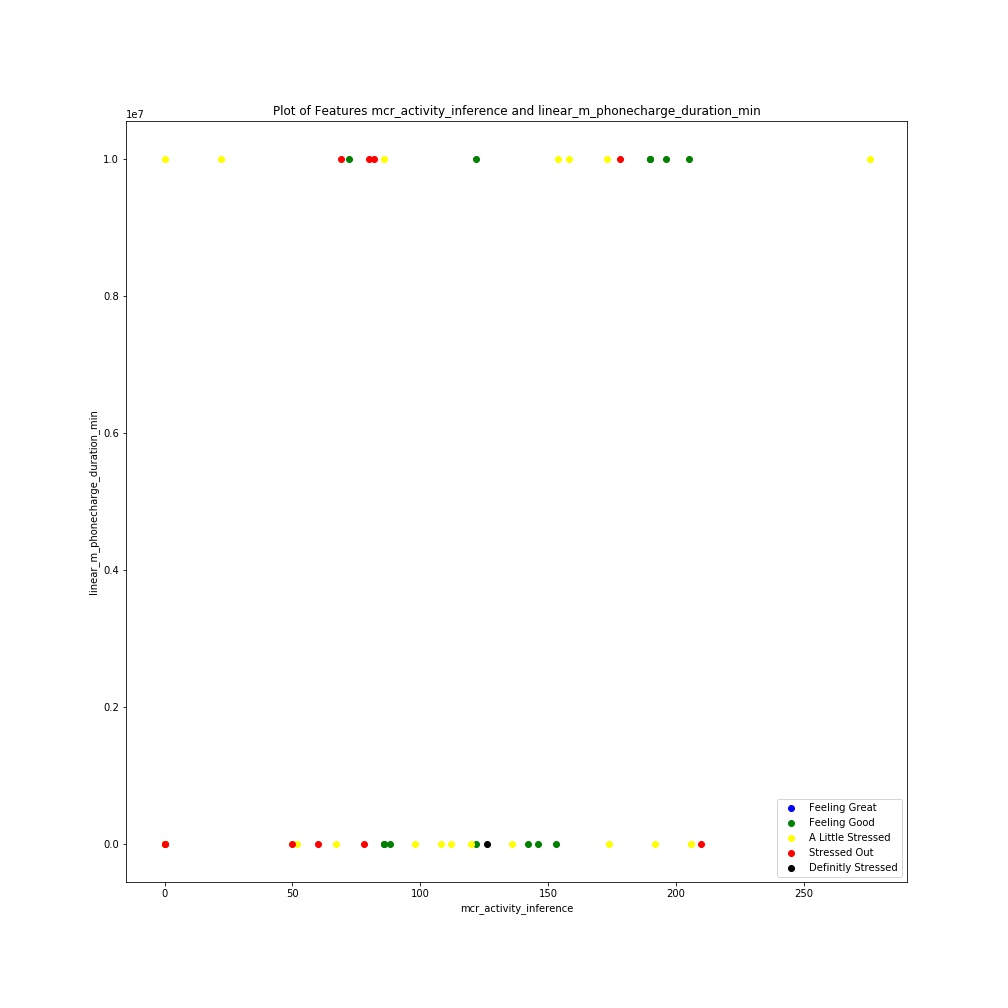 Plot of Features mcr_activity_inference and linear_m_phonecharge_duration_min
1e7
1.0
0.8
0.6
0.4
0.2
0.0
linear_m_phonecharge_duration_min
0 50 100 150 200 250
mcr_activity_inference
Feeling Great
Feeling Good
A Little Stressed
Stressed Out
Definitly Stressed